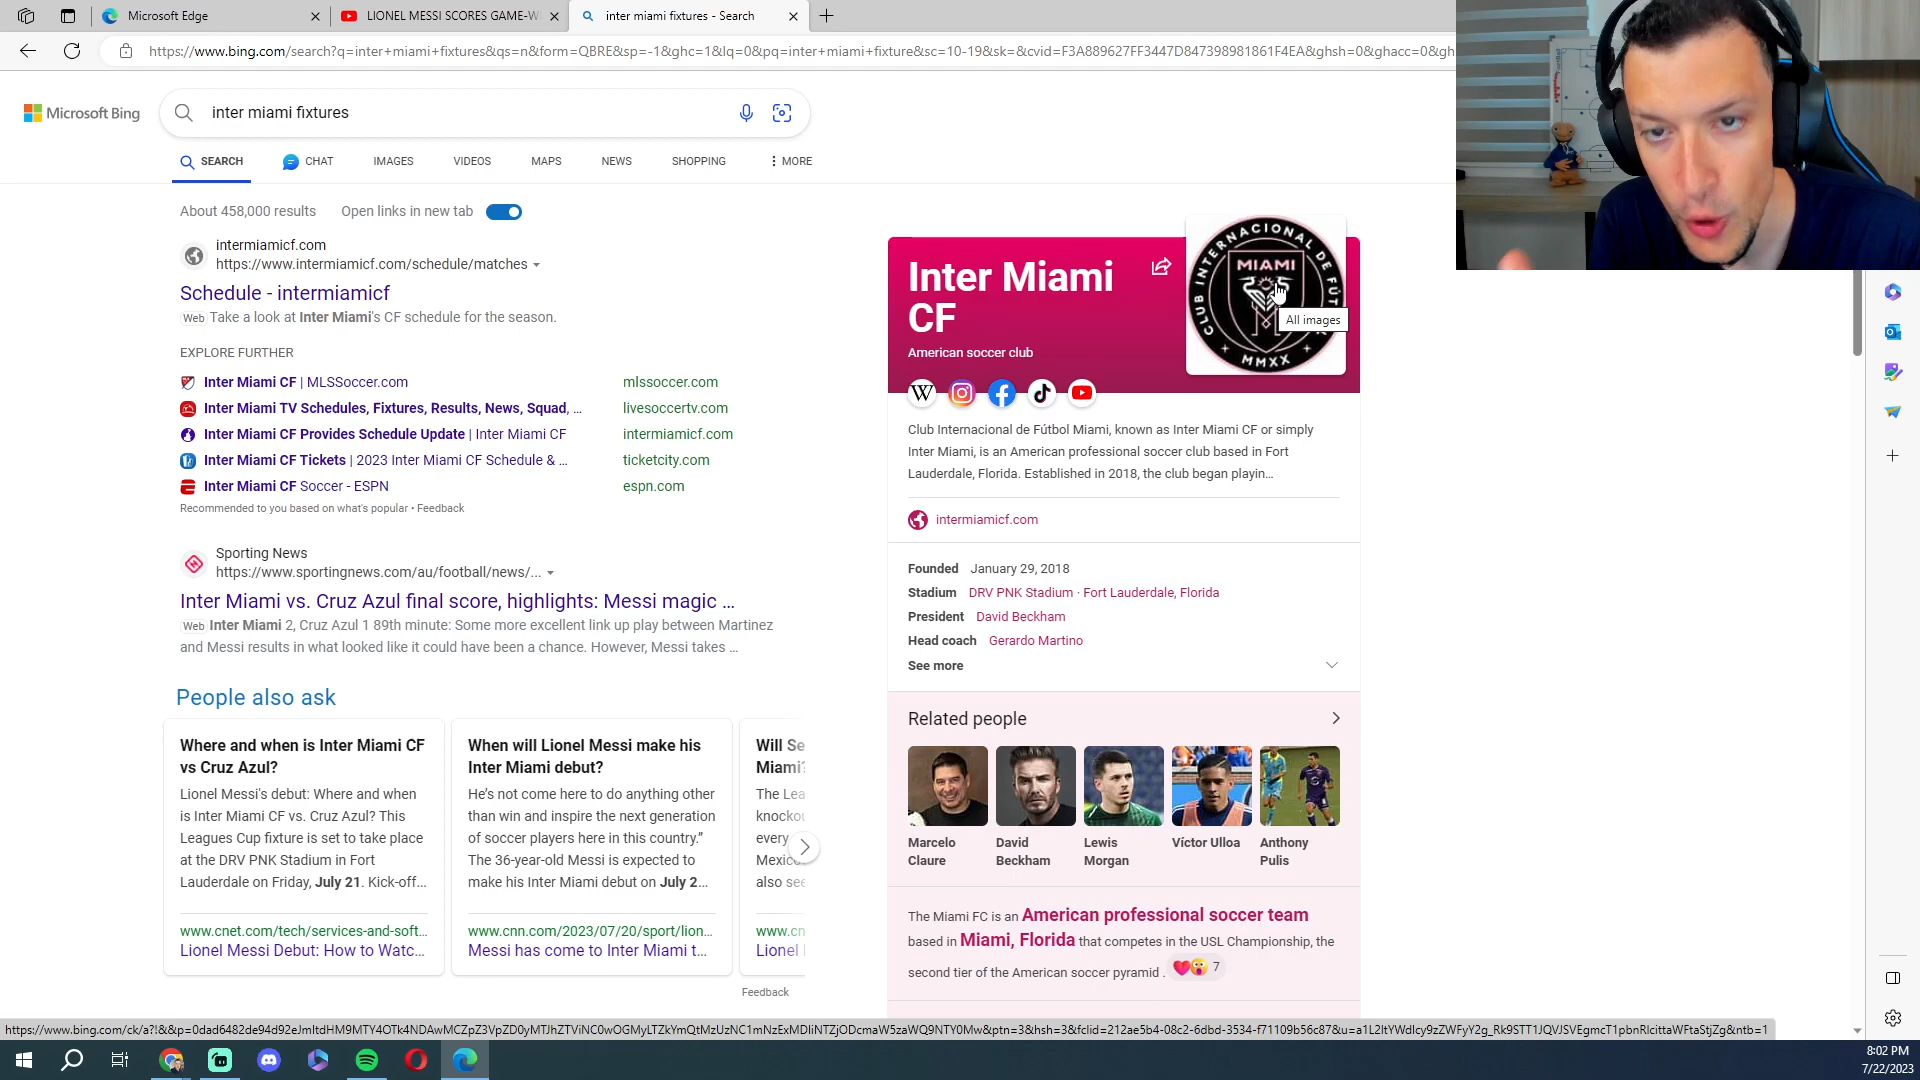 Microsoft Edge
LIONEL MESSI SCORES GAME-W
inter miami fixtures - Search
https://www.bing.com/search?q=inter+miami+fixtures&qs=n&form=QBRE&sp=-1&ghc=1&lq=0&pq=inter+miami+fixture&sc=10-19&sk=&cvid=F3A889627FF3447D847398981861F4EA&ghsh=0&ghacc=0&gh
Microsoft Bing
inter miami fixtures
SEARCH
CHAT
IMAGES
VIDEOS
MAPS
NEWS
SHOPPING
MORE
About 458,000 results
Open links in new tab
intermiamicf.com
https://www.intermiamicf.com/schedule/matches
Schedule - intermiamicf
Web Take a look at Inter Miami's CF schedule for the season.
EXPLORE FURTHER
Inter Miami CF | MLSSoccer.com mlssoccer.com
Inter Miami TV Schedules, Fixtures, Results, News, Squad, ... livesoccertv.com
Inter Miami CF Provides Schedule Update | Inter Miami CF intermiamicf.com
Inter Miami CF Tickets | 2023 Inter Miami CF Schedule & ... ticketcity.com
Inter Miami CF Soccer - ESPN espn.com
Recommended to you based on what's popular • Feedback
Sporting News
https://www.sportingnews.com/au/football/news/...
Inter Miami vs. Cruz Azul final score, highlights: Messi magic ...
Web Inter Miami 2, Cruz Azul 1 89th minute: Some more excellent link up play between Martinez
and Messi results in what looked like it could have been a chance. However, Messi takes ...
People also ask
Where and when is Inter Miami CF
vs Cruz Azul?
Lionel Messi's debut: Where and when
is Inter Miami CF vs. Cruz Azul? This
Leagues Cup fixture is set to take place
at the DRV PNK Stadium in Fort
Lauderdale on Friday, July 21. Kick-off...
www.cnet.com/tech/services-and-soft...
Lionel Messi Debut: How to Watc...
When will Lionel Messi make his
Inter Miami debut?
He's not come here to do anything other
than win and inspire the next generation
of soccer players here in this country."
The 36-year-old Messi is expected to
make his Inter Miami debut on July 2...
www.cnn.com/2023/07/20/sport/lion...
Messi has come to Inter Miami t...
Will Se
Miami?
The Lea
knockou
every
Mexic
also see
www.cn
Lionel
Feedback
Inter Miami
CF
American soccer club
CLUB INTERNACIONAL DE FÚT
MIAMI
MMXX
All images
Club Internacional de Fútbol Miami, known as Inter Miami CF or simply
Inter Miami, is an American professional soccer club based in Fort
Lauderdale, Florida. Established in 2018, the club began playin...
intermiamicf.com
Founded January 29, 2018
Stadium DRV PNK Stadium · Fort Lauderdale, Florida
President David Beckham
Head coach Gerardo Martino
See more
Related people
Marcelo
Claure
David
Beckham
Lewis
Morgan
Víctor Ulloa
Anthony
Pulis
The Miami FC is an American professional soccer team
based in Miami, Florida that competes in the USL Championship, the
second tier of the American soccer pyramid .
7
8:02 PM
7/22/2023